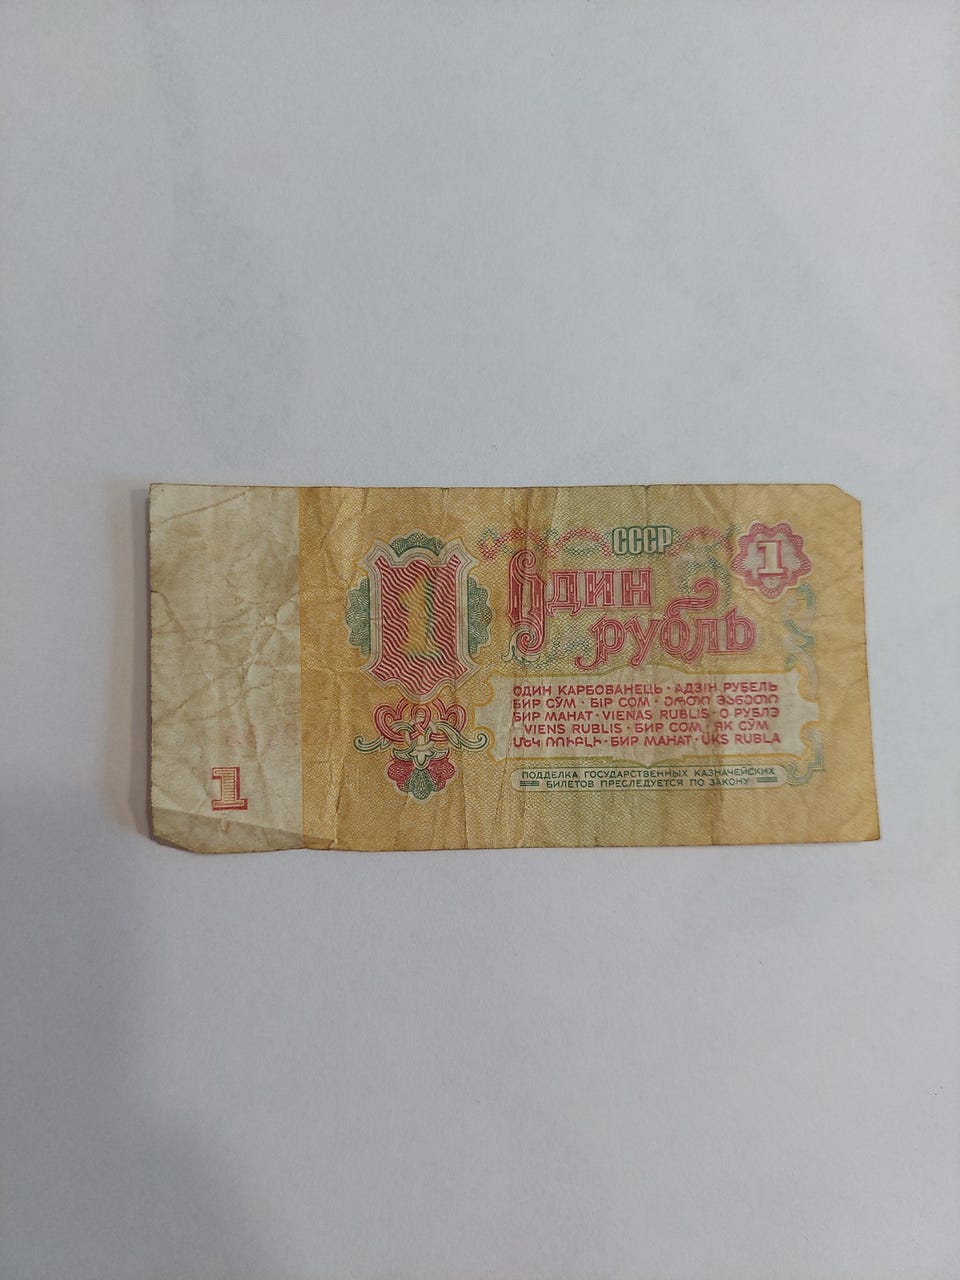 СССР
1
1
Один
рубль
ОДИН КАРБОВАНЕЦЬ · АДЗІН РУБЕЛЬ
БИР СЎМ · БІР СОМ · ᲔᲠᲗᲘ ᲛᲐᲜᲔᲗᲘ
БИР МАНАТ · VIENAS RUBLIS · О РУБЛЭ
VIENS RUBLIS · БИР СОМ · ЯК СӮМ
ՄԵԿ ՌՈՒԲԼԻ · БИР МАНАТ · ÜKS RUBLA
ПОДДЕЛКА ГОСУДАРСТВЕННЫХ КАЗНАЧЕЙСКИХ
БИЛЕТОВ ПРЕСЛЕДУЕТСЯ ПО ЗАКОНУ
1